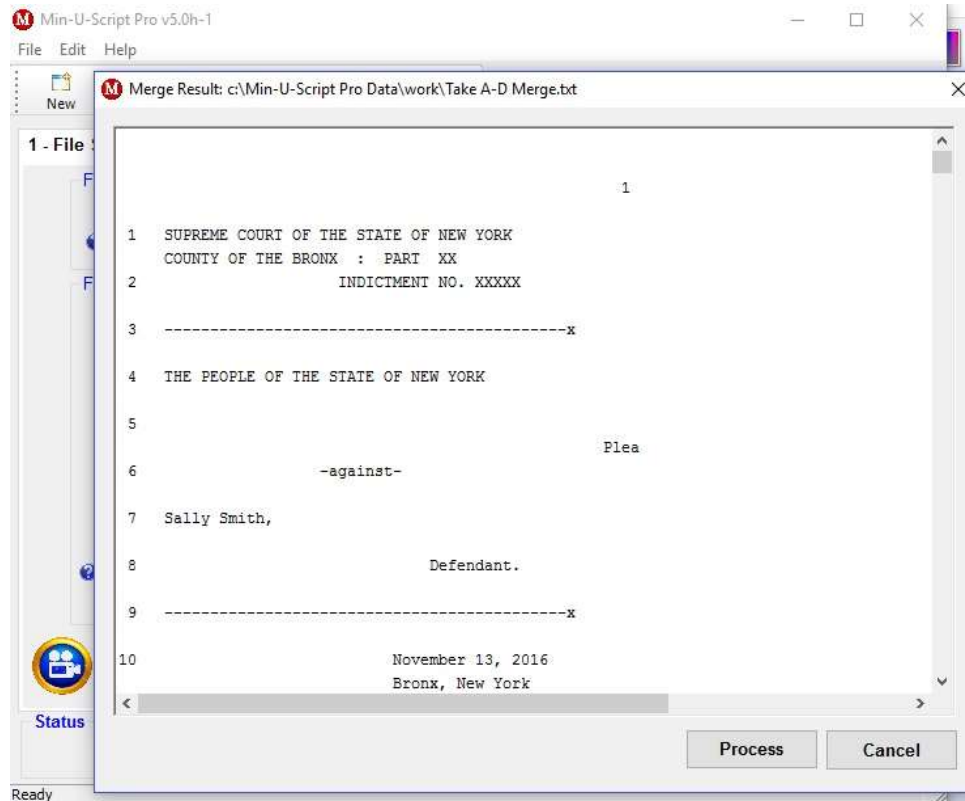 Min-U-Script Pro v5.0h-1
File Edit Help
New
Merge Result: c:\Min-U-Script Pro Data\work\Take A-D Merge.txt
1 - File
1
1 SUPREME COURT OF THE STATE OF NEW YORK
COUNTY OF THE BRONX : PART XX
2 INDICTMENT NO. XXXXX
3 --------------------------------------------x
4 THE PEOPLE OF THE STATE OF NEW YORK
5
Plea
6 -against-
7 Sally Smith,
8 Defendant.
9 --------------------------------------------x
10 November 13, 2016
Bronx, New York
Process Cancel
Status
Ready